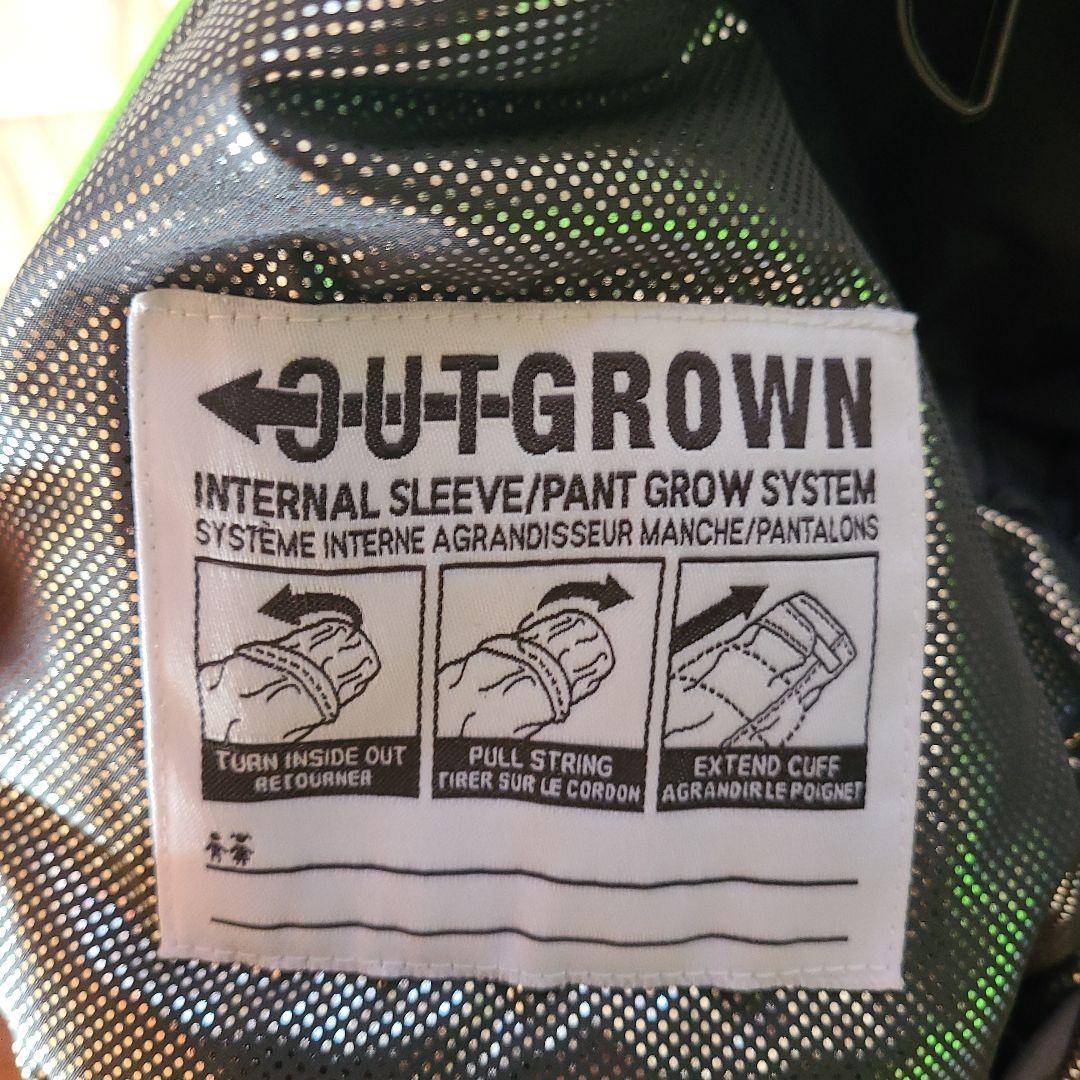 OUTGROWN
INTERNAL SLEEVE/PANT GROW SYSTEM
SYSTÈME INTERNE AGRANDISSEUR MANCHE/PANTALONS
TURN INSIDE OUT
RETOURNER
PULL STRING
TIRER SUR LE CORDON
EXTEND CUFF
AGRANDIR LE POIGNET